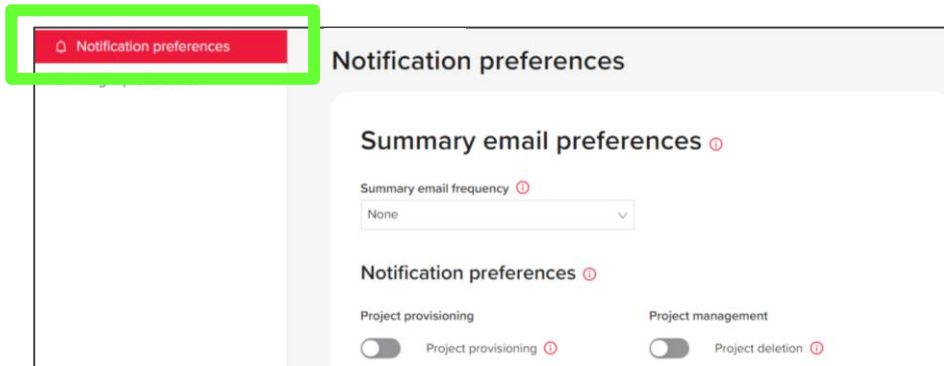 Notification preferences
Notification preferences
Summary email preferences
Summary email frequency
None
Notification preferences
Project provisioning
Project management
Project provisioning
Project deletion